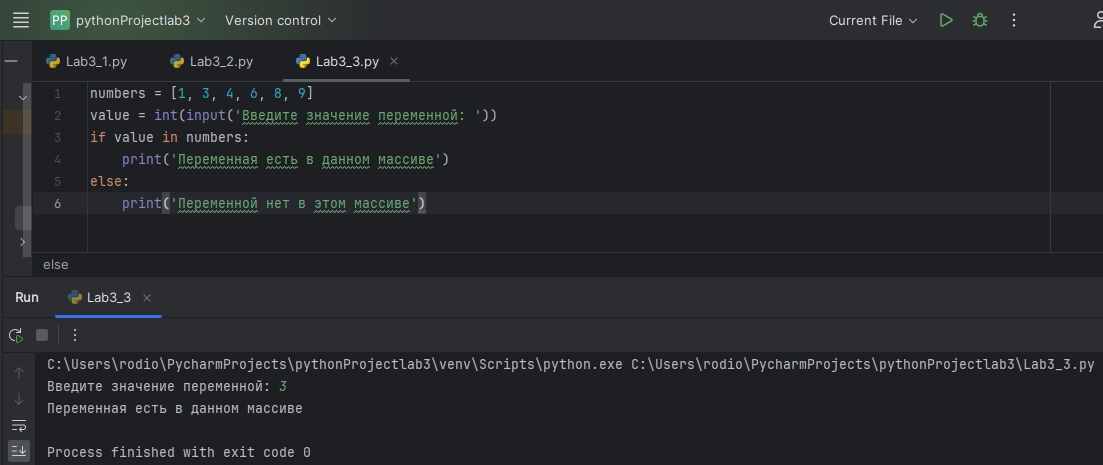 PP pythonProjectlab3 Version control Current File
Lab3_1.py Lab3_2.py Lab3_3.py
1 numbers = [1, 3, 4, 6, 8, 9]
2 value = int(input('Введите значение переменной: '))
3 if value in numbers:
4 print('Переменная есть в данном массиве')
5 else:
6 print('Переменной нет в этом массиве')
else
Run Lab3_3
C:\Users\rodio\PycharmProjects\pythonProjectlab3\venv\Scripts\python.exe C:\Users\rodio\PycharmProjects\pythonProjectlab3\Lab3_3.py
Введите значение переменной: 3
Переменная есть в данном массиве
Process finished with exit code 0